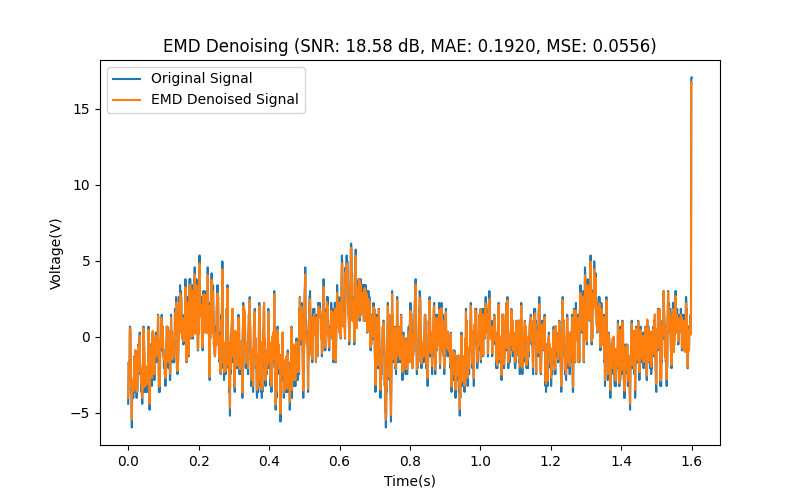 EMD Denoising (SNR: 18.58 dB, MAE: 0.1920, MSE: 0.0556)
Original Signal
EMD Denoised Signal
15
10
5
0
−5
Voltage(V)
0.0 0.2 0.4 0.6 0.8 1.0 1.2 1.4 1.6
Time(s)